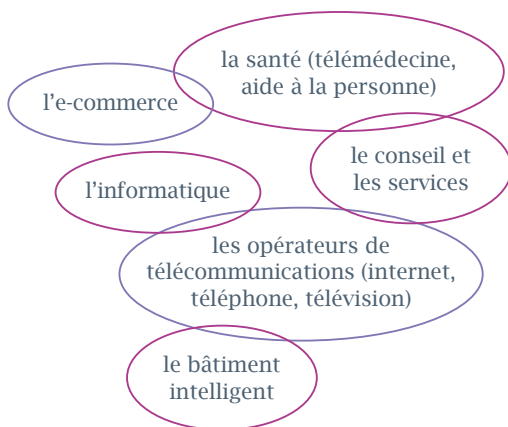 la santé (télémédecine,
aide à la personne)
l'e-commerce
le conseil et
les services
l'informatique
les opérateurs de
télécommunications (internet,
téléphone, télévision)
le bâtiment
intelligent